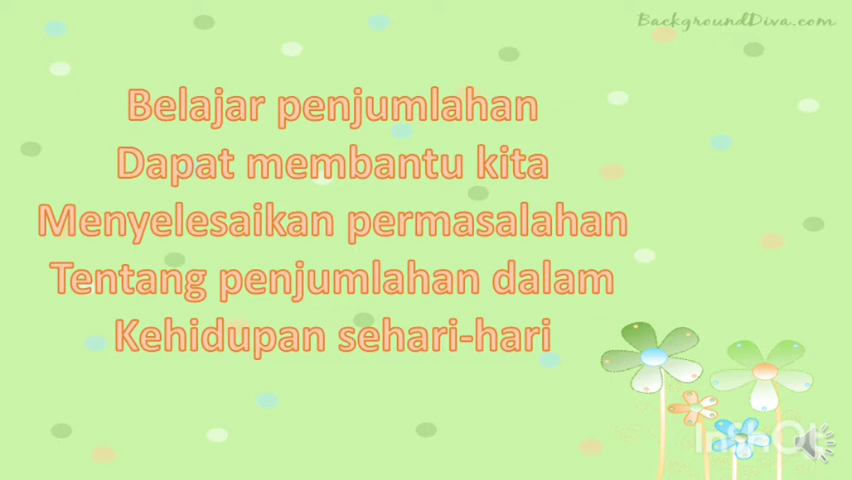 BackgroundDiva.com
Belajar penjumlahan
Dapat membantu kita
Menyelesaikan permasalahan
Tentang penjumlahan dalam
Kehidupan sehari-hari